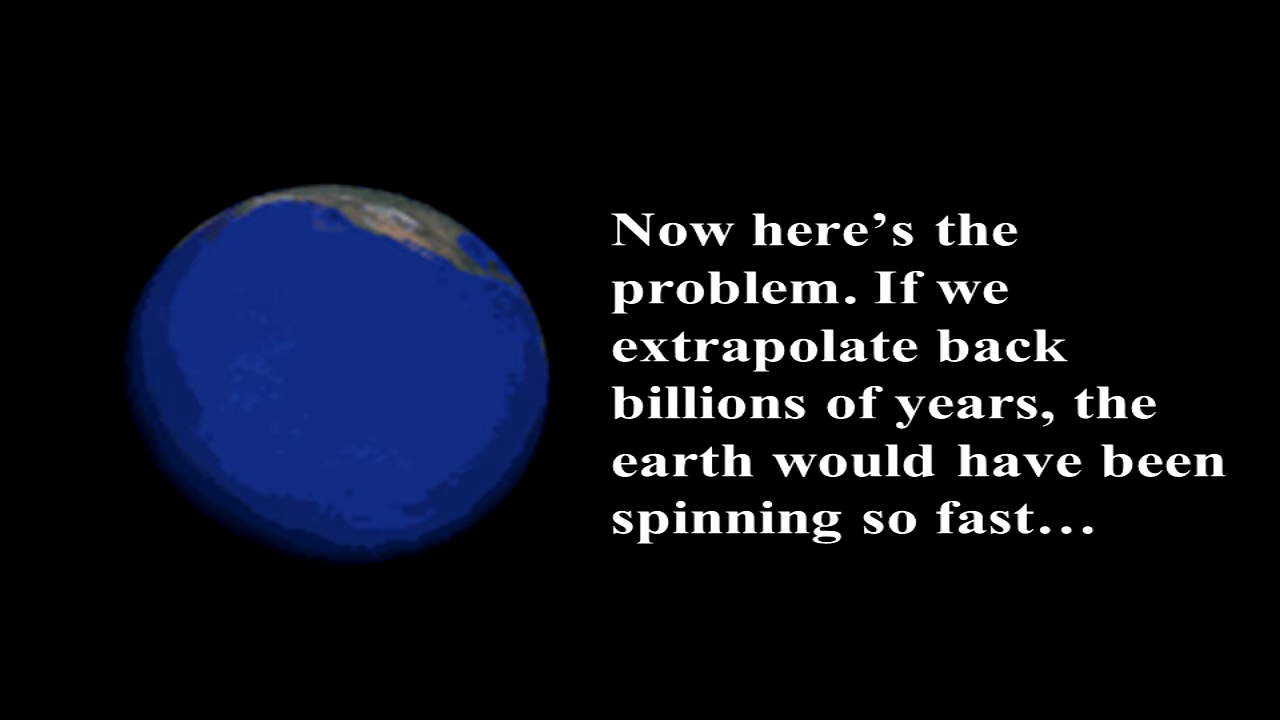 Now here’s the
problem. If we
extrapolate back
billions of years, the
earth would have been
spinning so fast…